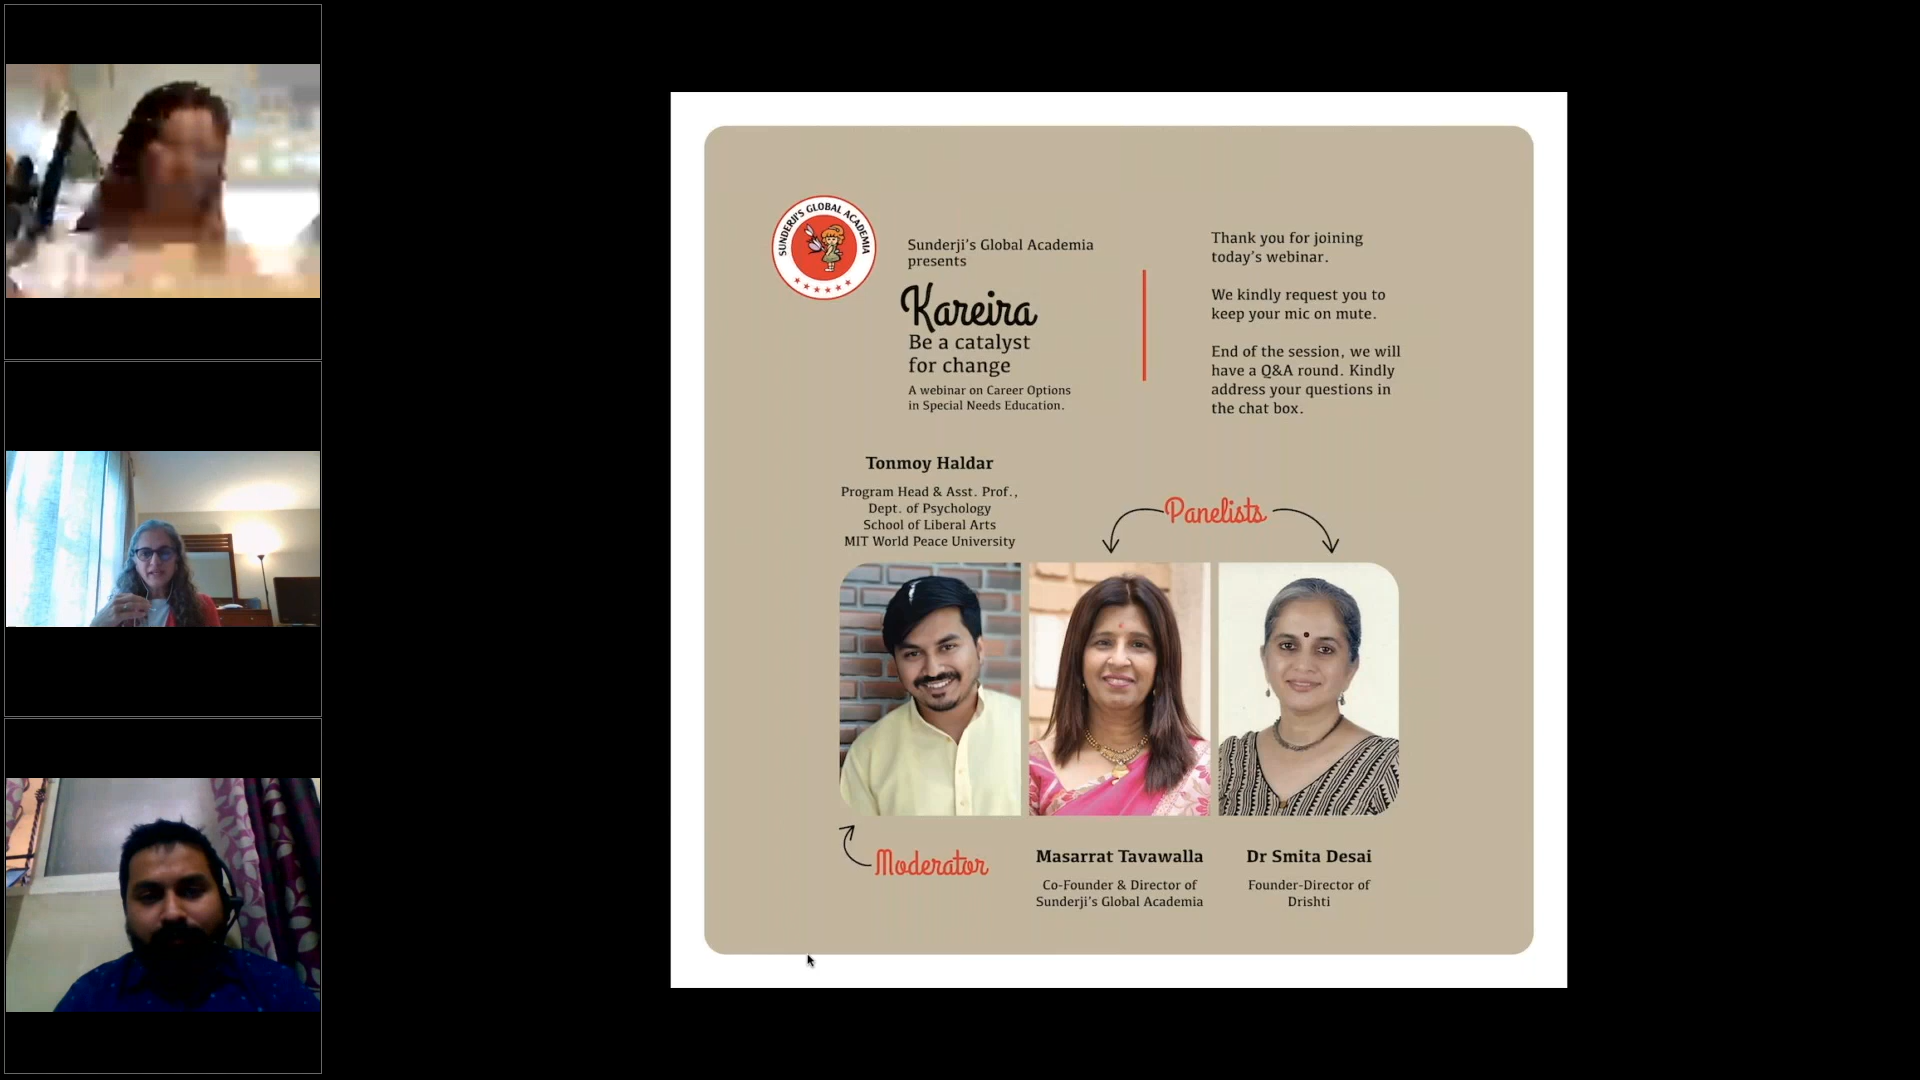 SUNDERJI'S GLOBAL ACADEMIA
Sunderji's Global Academia
presents
Kareira
Be a catalyst
for change
A webinar on Career Options
in Special Needs Education.
Thank you for joining
today's webinar.
We kindly request you to
keep your mic on mute.
End of the session, we will
have a Q&A round. Kindly
address your questions in
the chat box.
Tonmoy Haldar
Program Head & Asst. Prof.,
Dept. of Psychology
School of Liberal Arts
MIT World Peace University
Panelists
Moderator
Masarrat Tavawalla
Co-Founder & Director of
Sunderji's Global Academia
Dr Smita Desai
Founder-Director of
Drishti